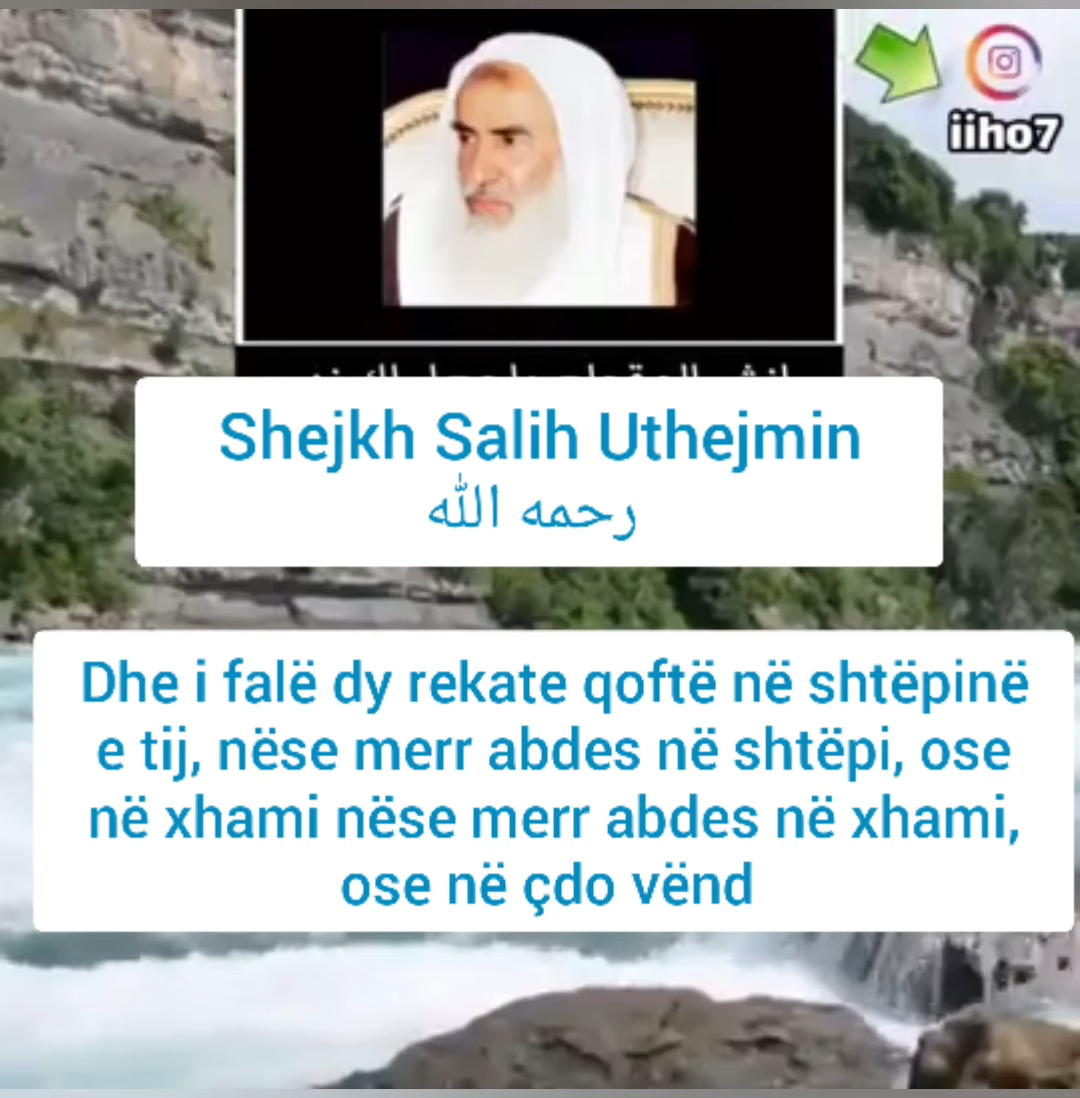 iiho7
Shejkh Salih Uthejmin
رحمه الله
Dhe i falë dy rekate qoftë në shtëpinë
e tij, nëse merr abdes në shtëpi, ose
në xhami nëse merr abdes në xhami,
ose në çdo vënd